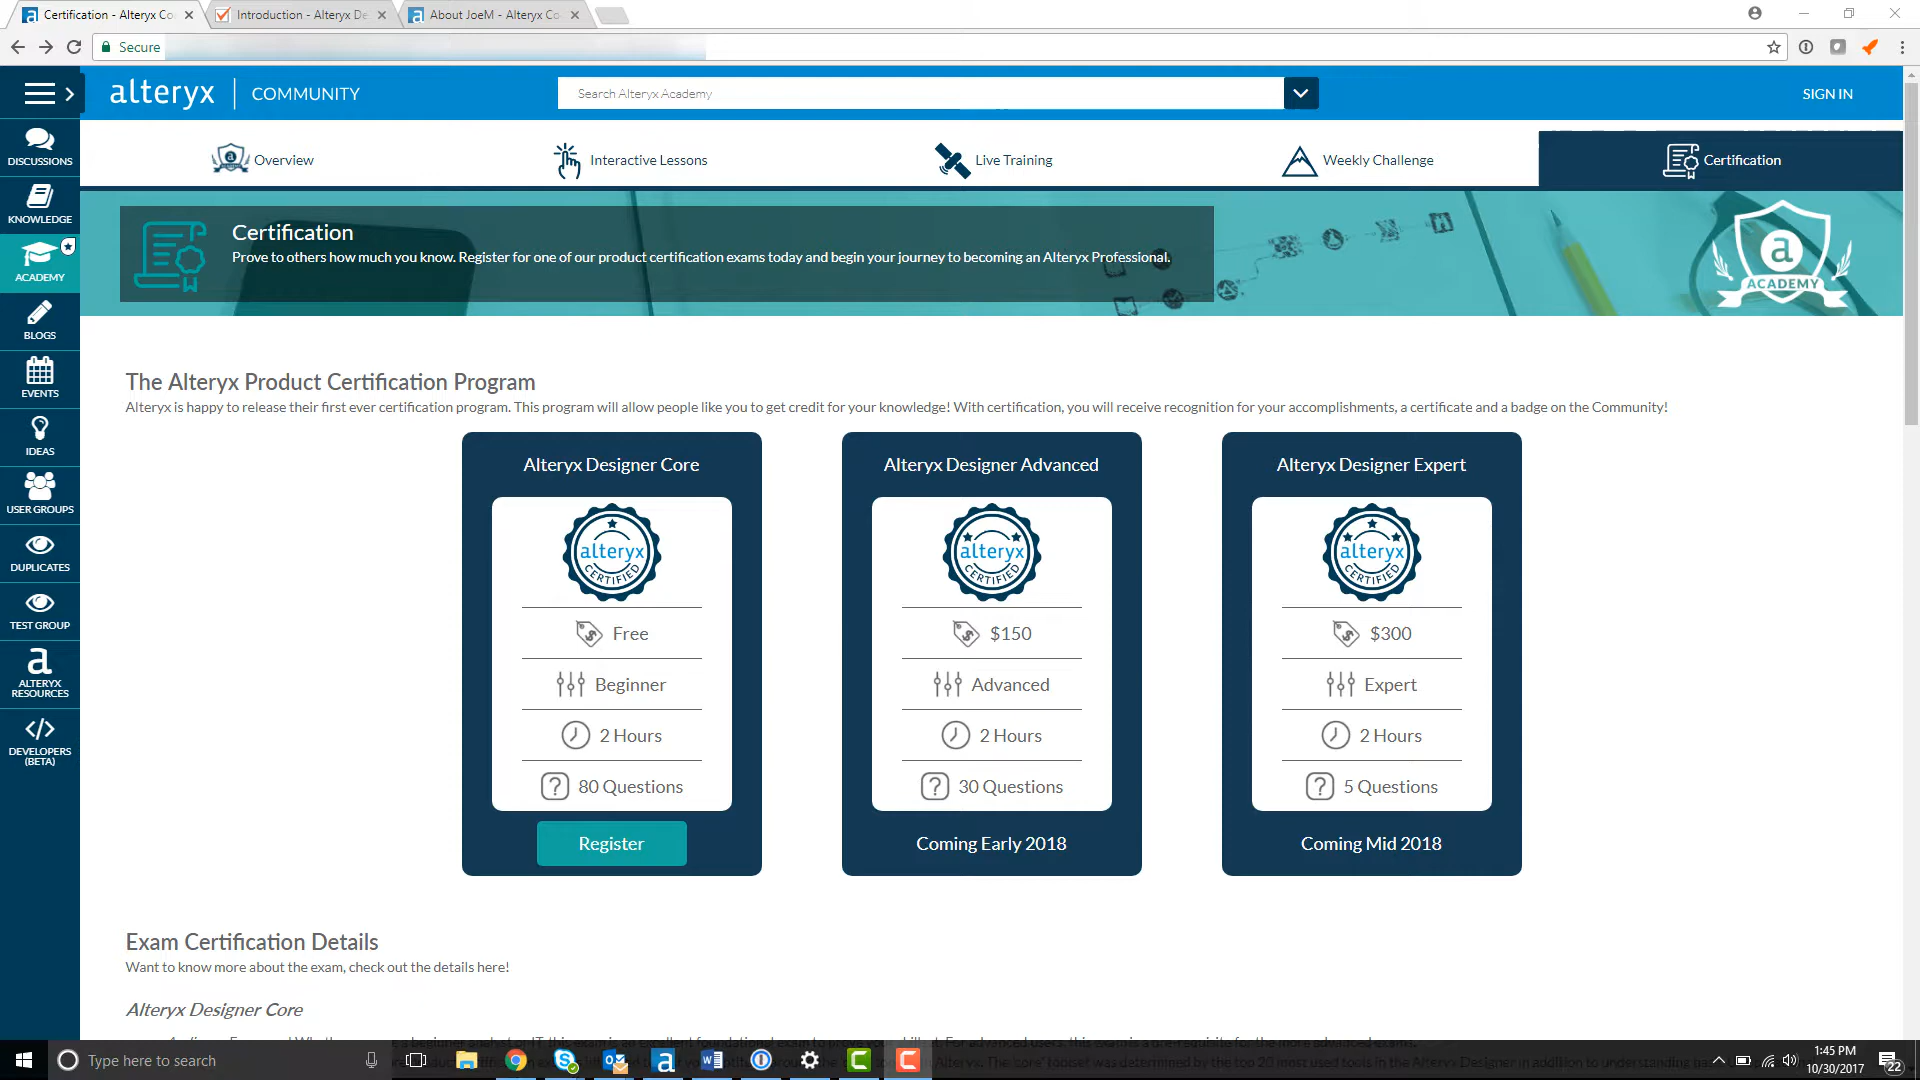 Certification - Alteryx Co
Introduction - Alteryx De
About JoeM - Alteryx Co
Secure
alteryx
COMMUNITY
Search Alteryx Academy
SIGN IN
DISCUSSIONS
KNOWLEDGE
ACADEMY
BLOGS
EVENTS
IDEAS
USER GROUPS
DUPLICATES
TEST GROUP
a
ALTERYX
RESOURCES
DEVELOPERS
(BETA)
Overview
Interactive Lessons
Live Training
Weekly Challenge
Certification
Certification
Prove to others how much you know. Register for one of our product certification exams today and begin your journey to becoming an Alteryx Professional.
a
ACADEMY
The Alteryx Product Certification Program
Alteryx is happy to release their first ever certification program. This program will allow people like you to get credit for your knowledge! With certification, you will receive recognition for your accomplishments, a certificate and a badge on the Community!
Alteryx Designer Core
alteryx
CERTIFIED
Free
Beginner
2 Hours
80 Questions
Register
Alteryx Designer Advanced
alteryx
CERTIFIED
$150
Advanced
2 Hours
30 Questions
Coming Early 2018
Alteryx Designer Expert
alteryx
CERTIFIED
$300
Expert
2 Hours
5 Questions
Coming Mid 2018
Exam Certification Details
Want to know more about the exam, check out the details here!
Alteryx Designer Core
Type here to search
1:45 PM
10/30/2017
22